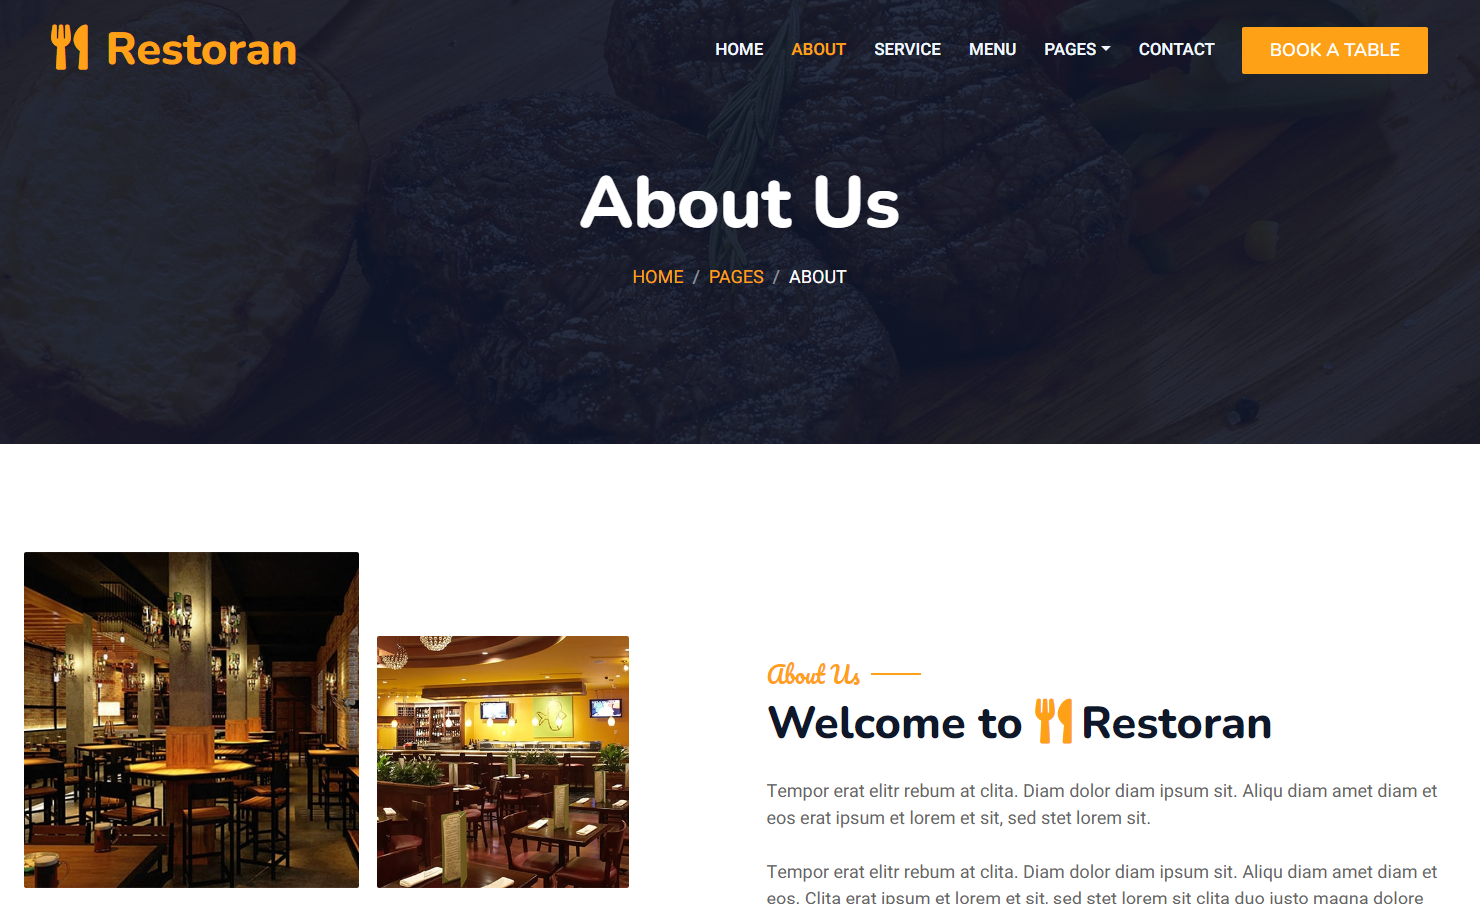 Restoran
HOME ABOUT SERVICE MENU PAGES CONTACT BOOK A TABLE
About Us
HOME / PAGES / ABOUT
About Us
Welcome to Restoran
Tempor erat elitr rebum at clita. Diam dolor diam ipsum sit. Aliqu diam amet diam et
eos erat ipsum et lorem et sit, sed stet lorem sit.
Tempor erat elitr rebum at clita. Diam dolor diam ipsum sit. Aliqu diam amet diam et
eos. Clita erat ipsum et lorem et sit, sed stet lorem sit clita duo justo magna dolore